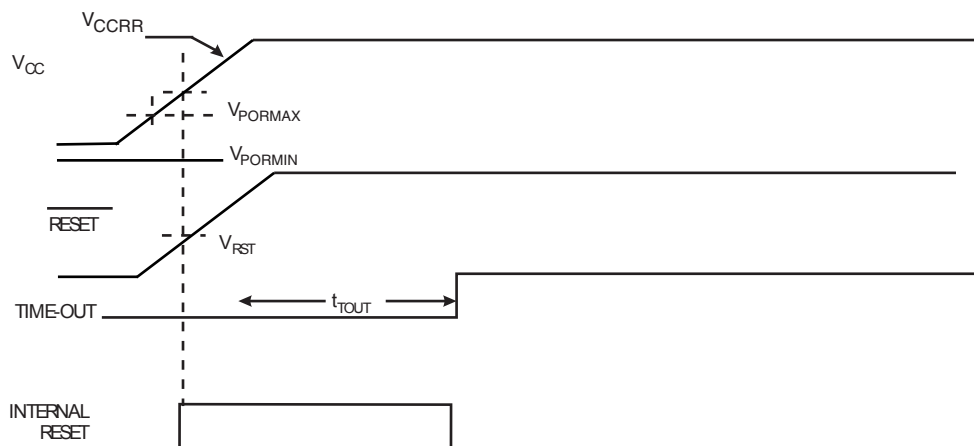 VCCRR
VCC
VPORMAX
VPORMIN
RESET
VRST
tTOUT
TIME-OUT
INTERNAL
RESET